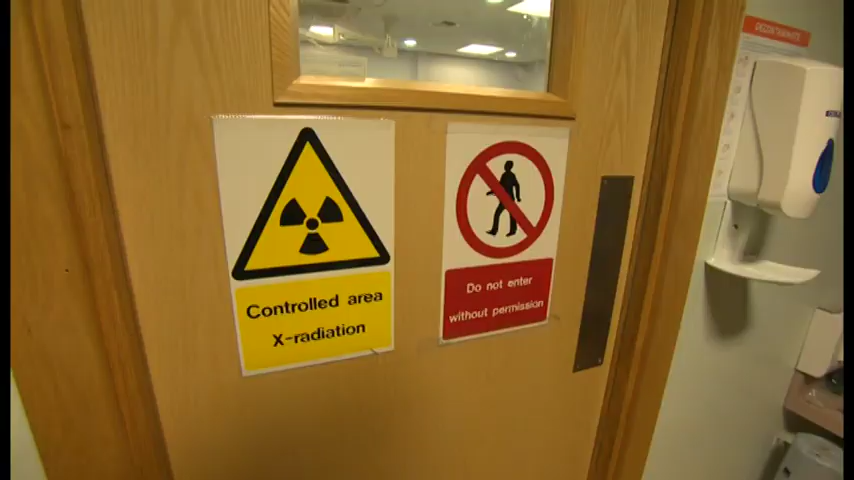 Controlled area
X-radiation
Do not enter
without permission